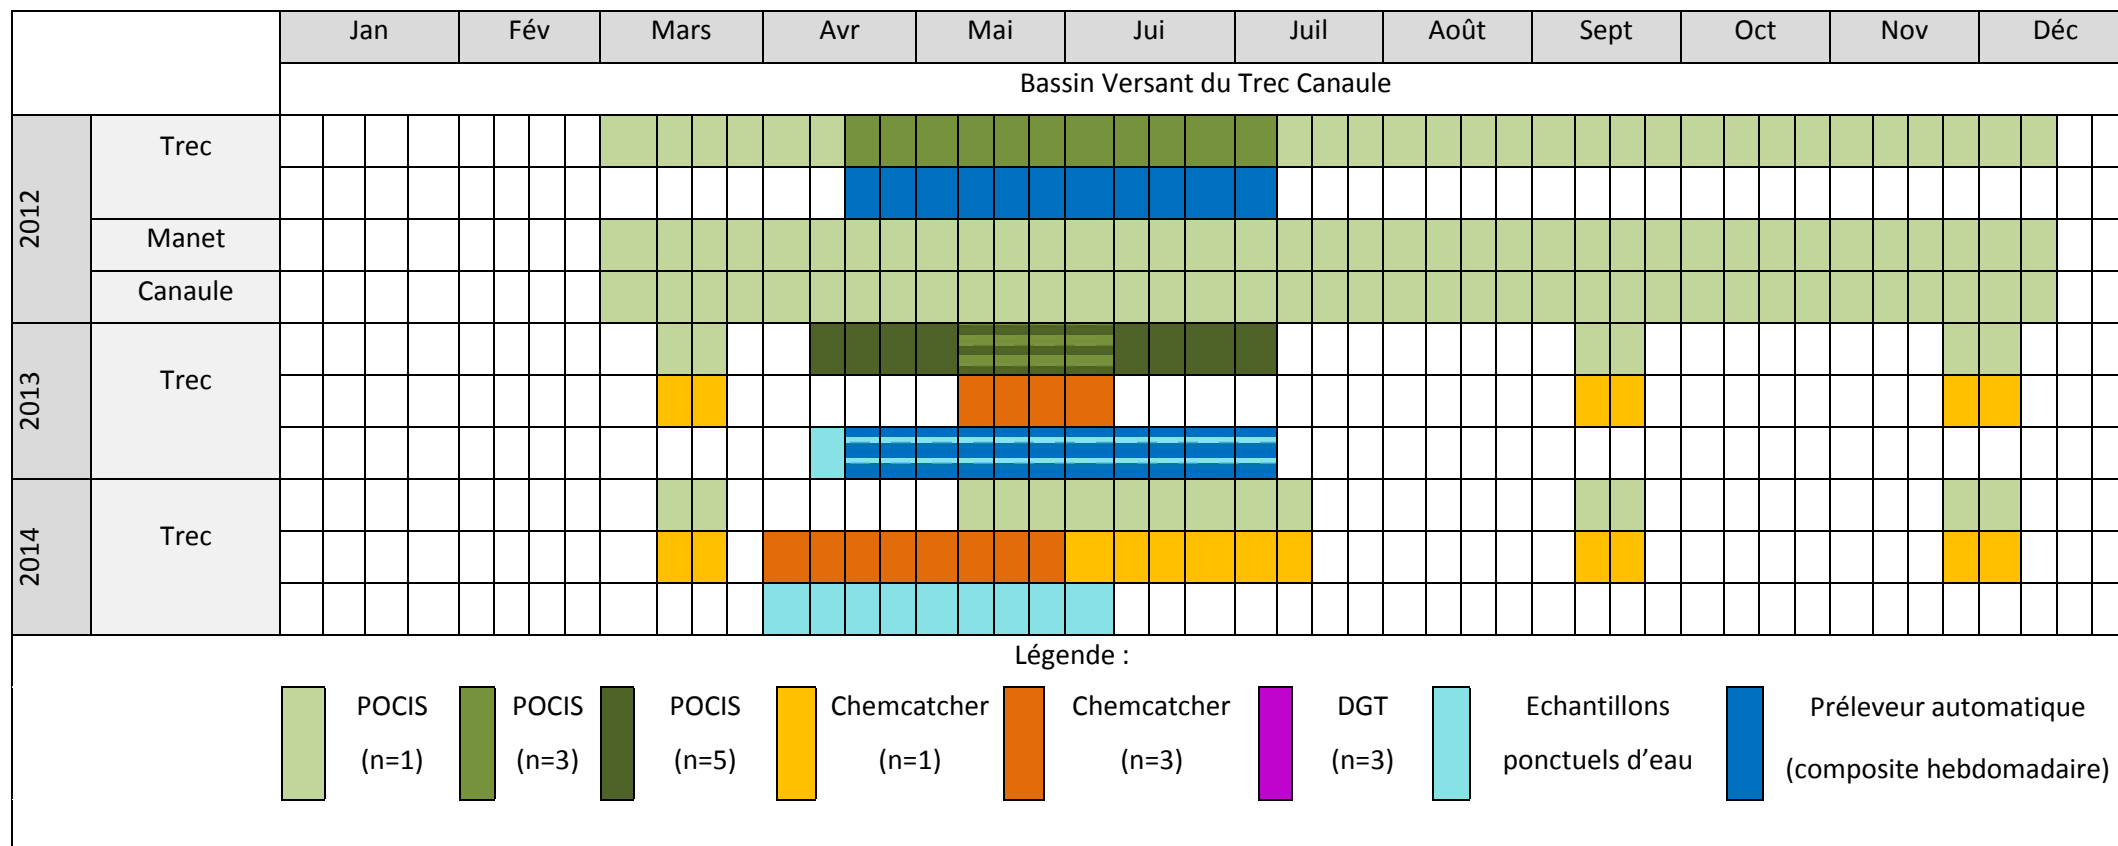 Jan Fév Mars Avr Mai Jui Juil Août Sept Oct Nov Déc
Bassin Versant du Trec Canaule
2012
Trec
Manet
Canaule
2013
Trec
2014
Trec
Légende :
POCIS POCIS POCIS Chemcatcher Chemcatcher DGT Echantillons Préleveur automatique
(n=1) (n=3) (n=5) (n=1) (n=3) (n=3) ponctuels d’eau (composite hebdomadaire)